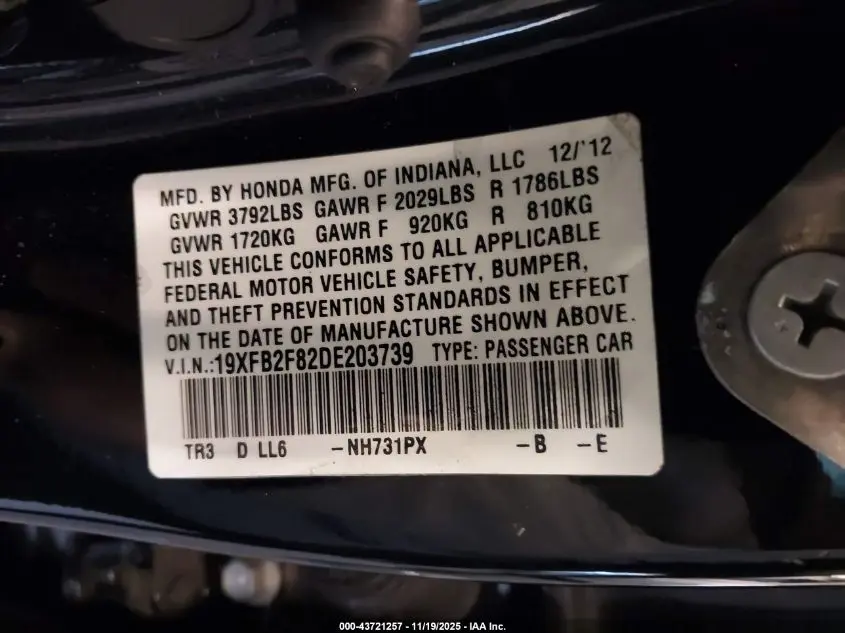 MFD. BY HONDA MFG. OF INDIANA, LLC 12/'12
GVWR 3792LBS GAWR F 2029LBS R 1786LBS
GVWR 1720KG GAWR F 920KG R 810KG
THIS VEHICLE CONFORMS TO ALL APPLICABLE
FEDERAL MOTOR VEHICLE SAFETY, BUMPER,
AND THEFT PREVENTION STANDARDS IN EFFECT
ON THE DATE OF MANUFACTURE SHOWN ABOVE.
V.I.N.:19XFB2F82DE203739 TYPE: PASSENGER CAR
TR3 D LL6 -NH731PX -B -E
000-43721257 - 11/19/2025 - IAA Inc.